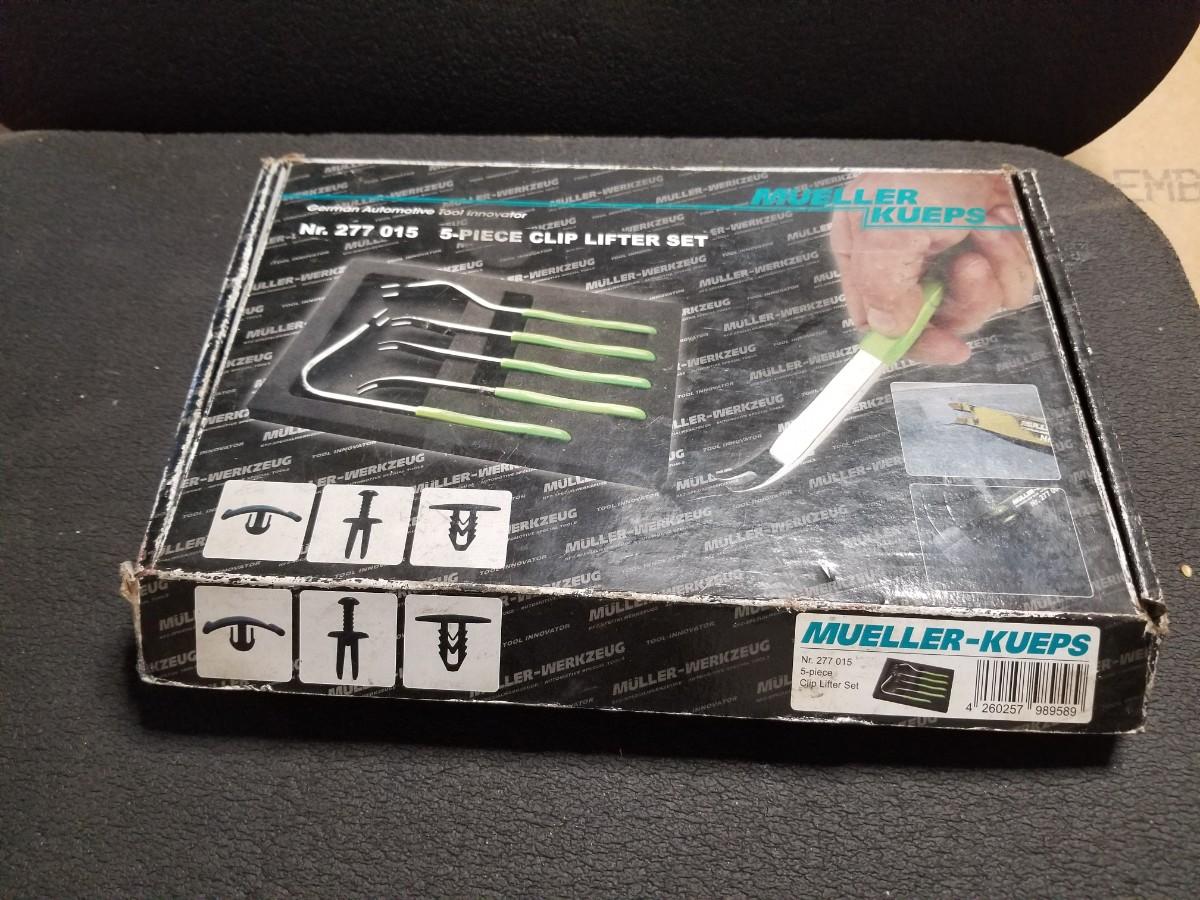 MUELLER
KUEPS
German Automotive Tool Innovator
Nr. 277 015 5-PIECE CLIP LIFTER SET
MÜLLER-WERKZEUG
TOOL INNOVATOR
MUELLER-KUEPS
Nr. 277 015
5-piece
Clip Lifter Set
4 260257 989589
EMB